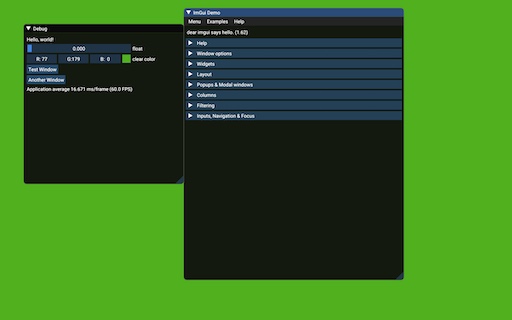 Debug
Hello, world!
0.000 float
R: 77 G:179 B: 0 clear color
Test Window
Another Window
Application average 16.671 ms/frame (60.0 FPS)
ImGui Demo
Menu Examples Help
dear imgui says hello. (1.62)
Help
Window options
Widgets
Layout
Popups & Modal windows
Columns
Filtering
Inputs, Navigation & Focus